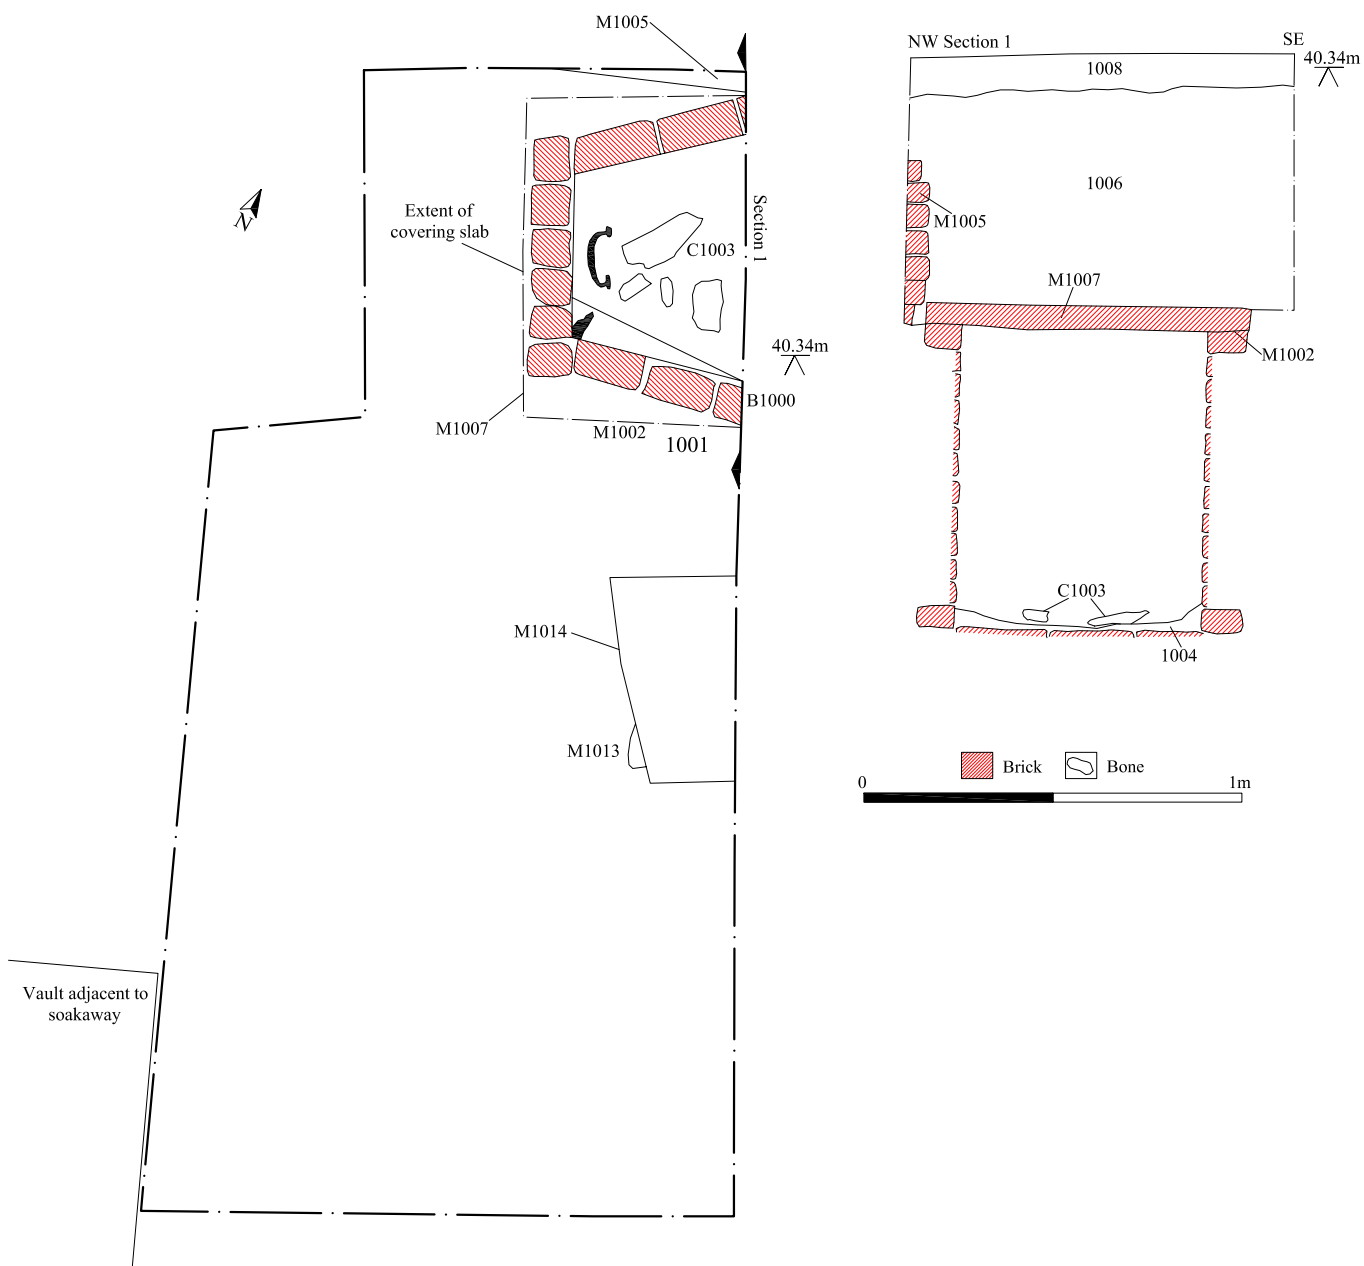 M1005
NW Section 1
SE
40.34m
1008
1006
M1005
N
Extent of
covering slab
C1003
Section 1
M1007
40.34m
M1002
B1000
M1007
M1002
1001
C1003
M1014
1004
M1013
Brick
Bone
0
1m
Vault adjacent to
soakaway